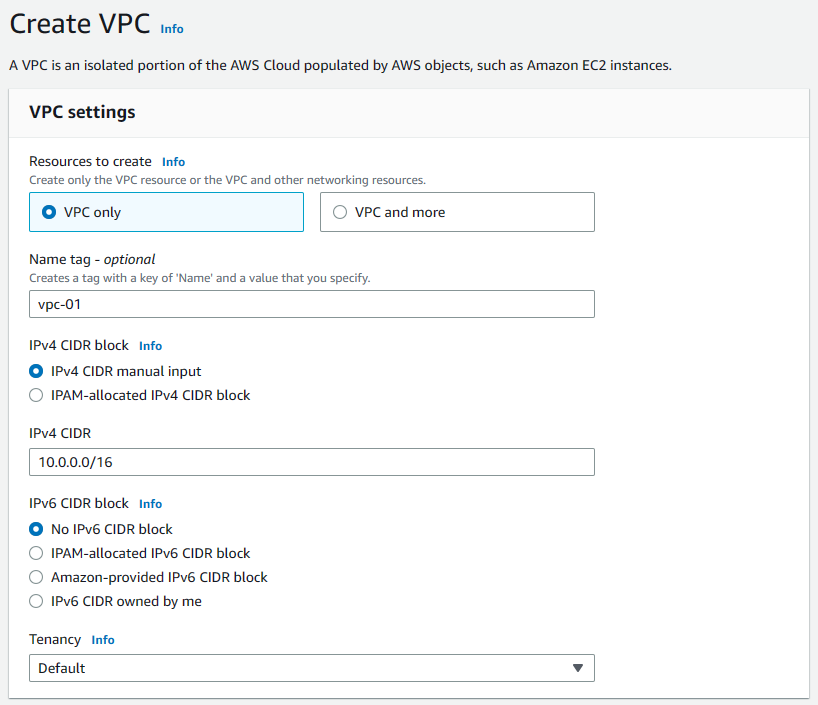 Create VPC Info
A VPC is an isolated portion of the AWS Cloud populated by AWS objects, such as Amazon EC2 instances.
VPC settings
Resources to create Info
Create only the VPC resource or the VPC and other networking resources.
VPC only
VPC and more
Name tag - optional
Creates a tag with a key of 'Name' and a value that you specify.
vpc-01
IPv4 CIDR block Info
IPv4 CIDR manual input
IPAM-allocated IPv4 CIDR block
IPv4 CIDR
10.0.0.0/16
IPv6 CIDR block Info
No IPv6 CIDR block
IPAM-allocated IPv6 CIDR block
Amazon-provided IPv6 CIDR block
IPv6 CIDR owned by me
Tenancy Info
Default